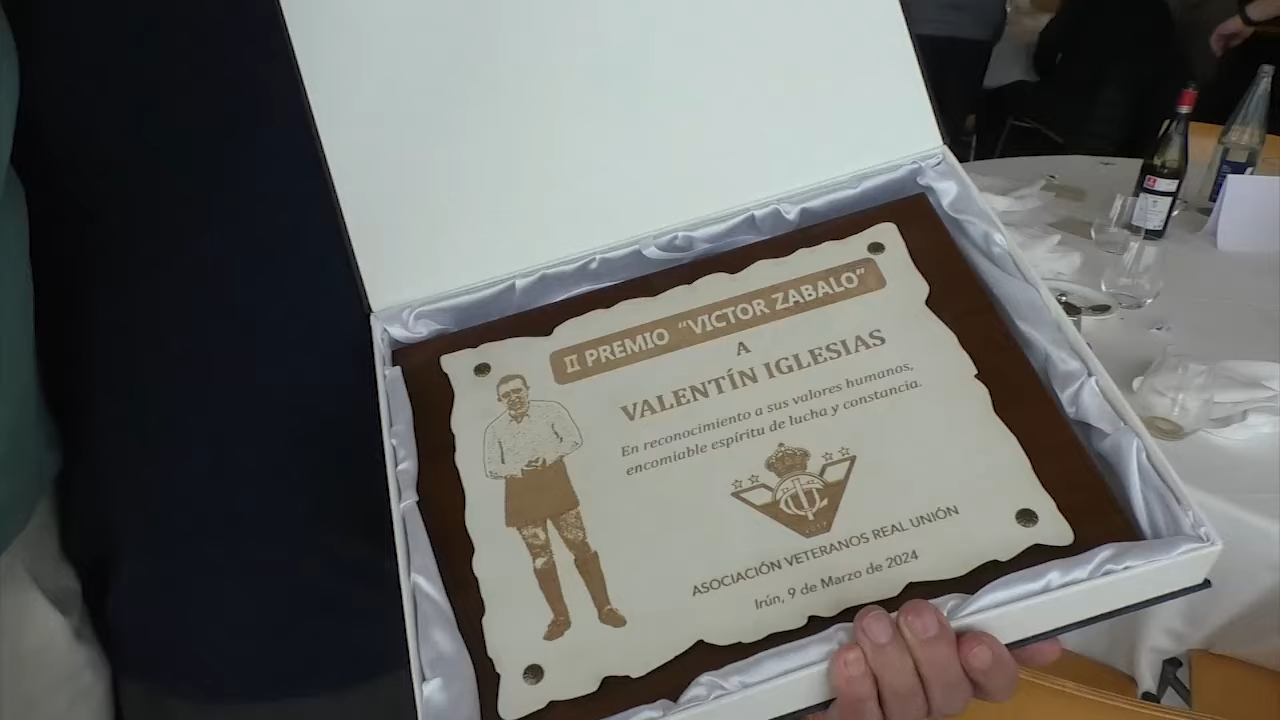 II PREMIO “VICTOR ZABALO”
A
VALENTÍN IGLESIAS
En reconocimiento a sus valores humanos,
encomiable espíritu de lucha y constancia.
ASOCIACIÓN VETERANOS REAL UNIÓN
Irún, 9 de Marzo de 2024